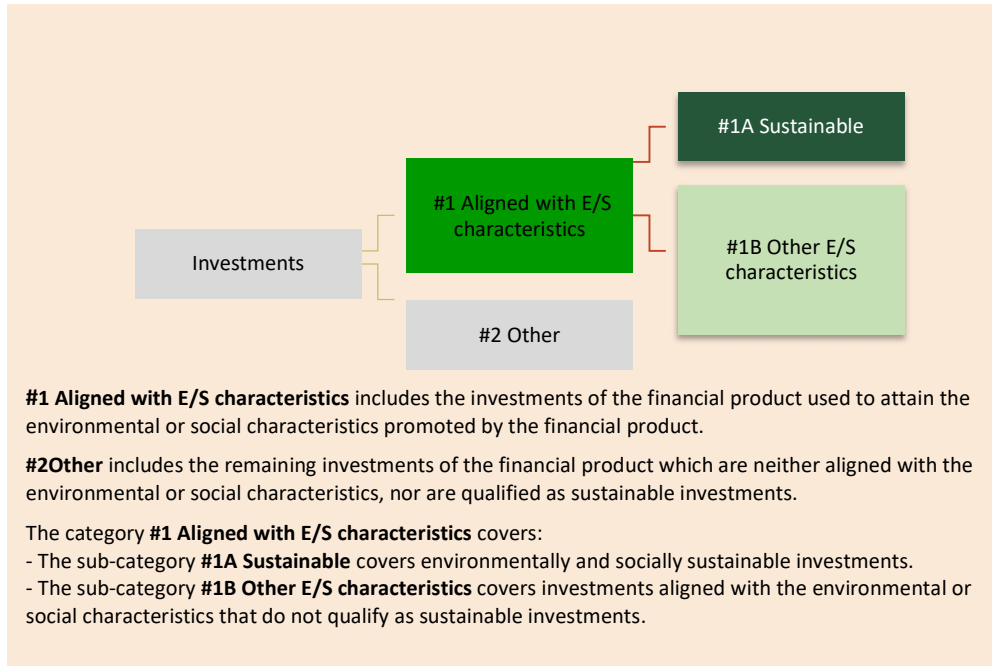 #1A Sustainable
#1 Aligned with E/S
characteristics
Investments
#1B Other E/S
characteristics
#2 Other
#1 Aligned with E/S characteristics includes the investments of the financial product used to attain the
environmental or social characteristics promoted by the financial product.
#2Other includes the remaining investments of the financial product which are neither aligned with the
environmental or social characteristics, nor are qualified as sustainable investments.
The category #1 Aligned with E/S characteristics covers:
- The sub-category #1A Sustainable covers environmentally and socially sustainable investments.
- The sub-category #1B Other E/S characteristics covers investments aligned with the environmental or
social characteristics that do not qualify as sustainable investments.